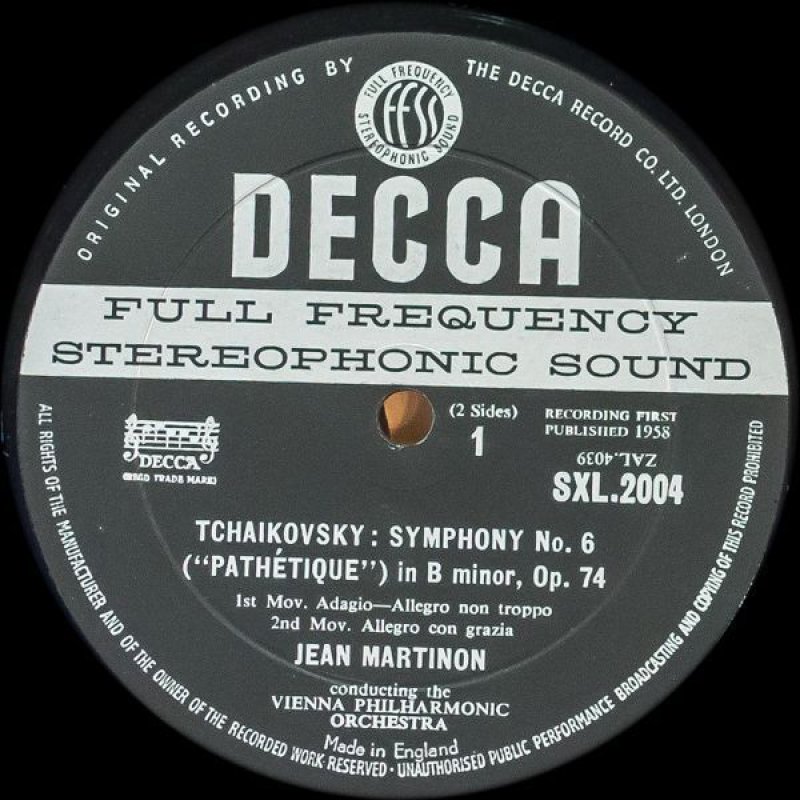 ORIGINAL RECORDING BY
THE DECCA RECORD CO. LTD. LONDON
FULL FREQUENCY
ffss
STEREOPHONIC SOUND
DECCA
FULL FREQUENCY
STEREOPHONIC SOUND
DECCA
(REGD TRADE MARK)
(2 Sides)
1
RECORDING FIRST
PUBLISHED 1958
ZAL.4039
SXL.2004
TCHAIKOVSKY: SYMPHONY No. 6
("PATHÉTIQUE") in B minor, Op. 74
1st Mov. Adagio—Allegro non troppo
2nd Mov. Allegro con grazia
JEAN MARTINON
conducting the
VIENNA PHILHARMONIC
ORCHESTRA
Made in England
ALL RIGHTS OF THE MANUFACTURER AND OF THE OWNER OF THE RECORDED WORK RESERVED · UNAUTHORISED PUBLIC PERFORMANCE BROADCASTING AND COPYING OF THIS RECORD PROHIBITED